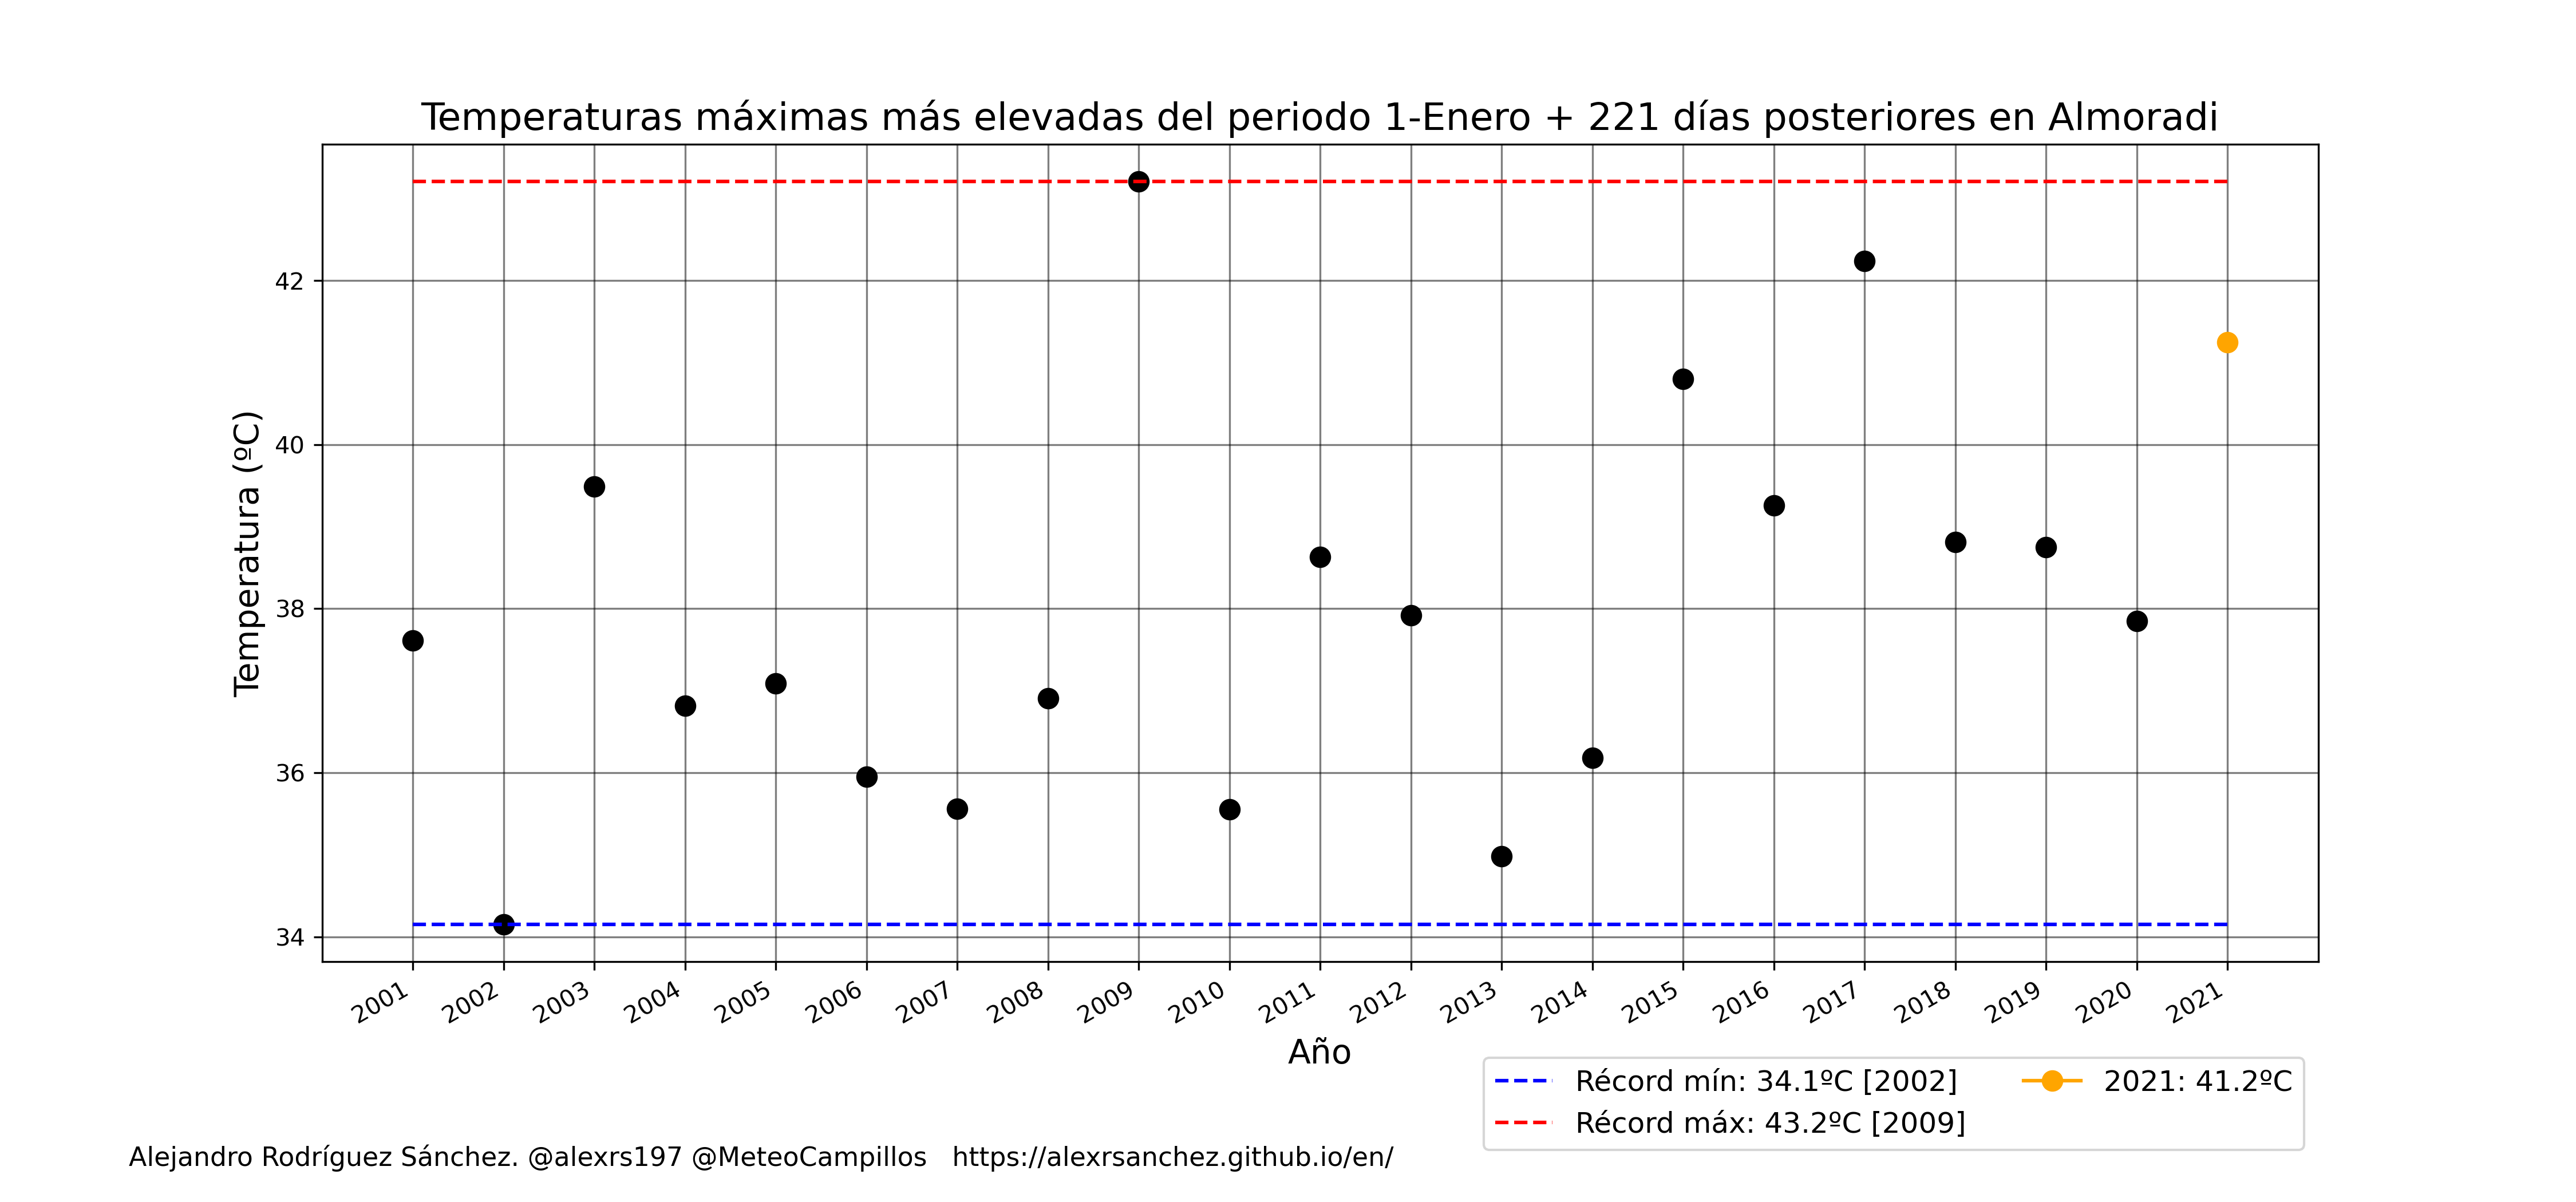 Temperaturas máximas más elevadas del periodo 1-Enero + 221 días posteriores en Almoradi
Temperatura (ºC)
42
40
38
36
34
2001 2002 2003 2004 2005 2006 2007 2008 2009 2010 2011 2012 2013 2014 2015 2016 2017 2018 2019 2020 2021
Año
Récord mín: 34.1ºC [2002]
Récord máx: 43.2ºC [2009]
2021: 41.2ºC
Alejandro Rodríguez Sánchez. @alexrs197 @MeteoCampillos https://alexrsanchez.github.io/en/